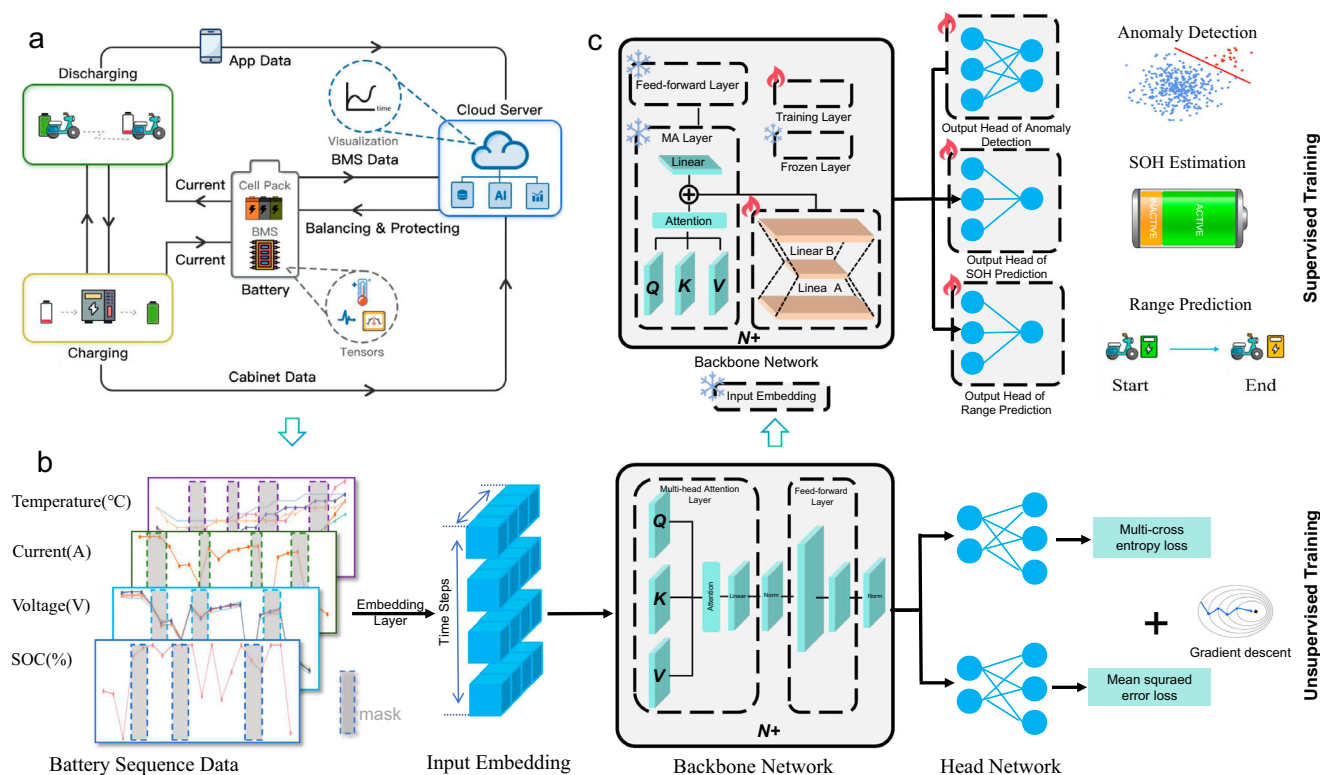 a
App Data
Discharging
time
Visualization
Cloud Server
BMS Data
AI
Current
Cell Pack
BMS
Balancing & Protecting
Current
Battery
Charging
Tensors
Cabinet Data
c
Feed-forward Layer
Training Layer
MA Layer
Linear
Frozen Layer
Attention
Q
K
V
Linear B
Linea A
N+
Backbone Network
Input Embedding
Output Head of Anomaly
Detection
Output Head of
SOH Prediction
Output Head of
Range Prediction
Anomaly Detection
SOH Estimation
INACTIVE
ACTIVE
Range Prediction
Start
End
Supervised Training
b
Temperature(°C)
Current(A)
Voltage(V)
SOC(%)
mask
Battery Sequence Data
Embedding
Layer
Time Steps
Input Embedding
Multi-head Attention
Layer
Q
K
V
Attention
Linear
Norm
Feed-forward
Layer
Norm
N+
Backbone Network
Head Network
Multi-cross
entropy loss
Gradient descent
+
Mean squraed
error loss
Unsupervised Training